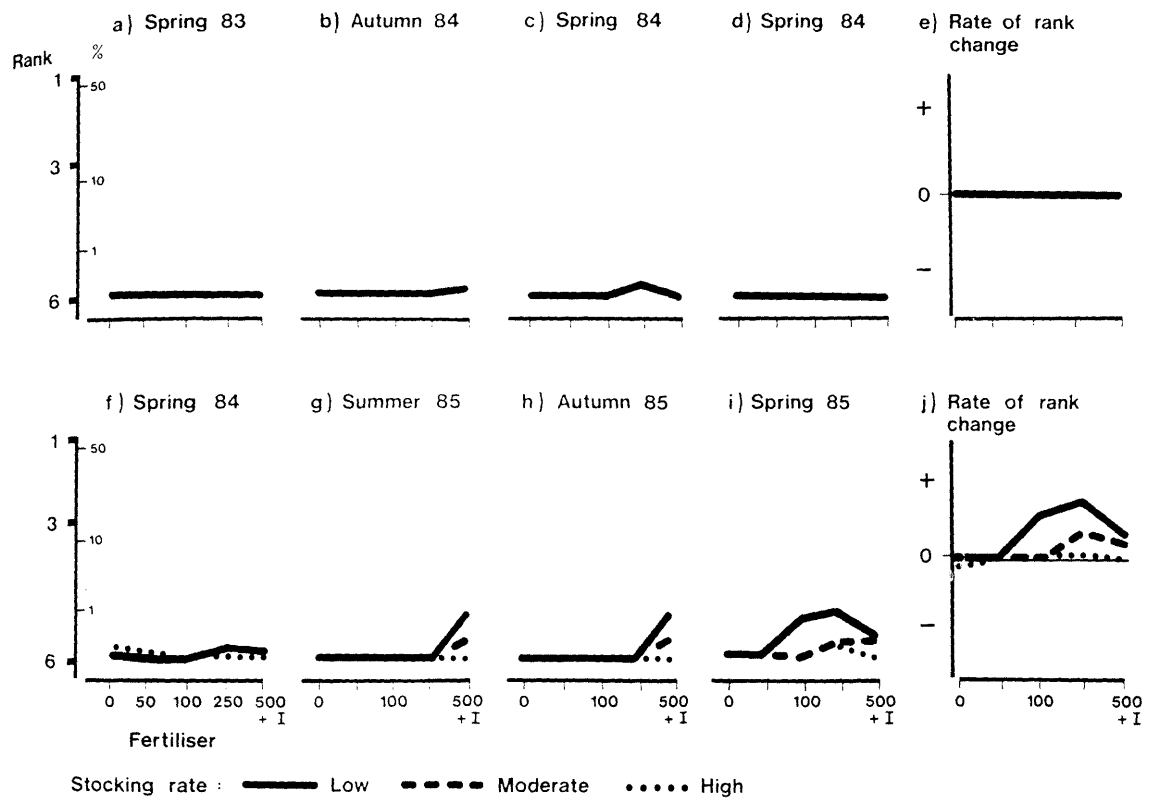 a) Spring 83 b) Autumn 84 c) Spring 84 d) Spring 84 e) Rate of rank change
Rank %
1 50
3 10
1
6
+
0
–
f) Spring 84 g) Summer 85 h) Autumn 85 i) Spring 85 j) Rate of rank change
1 50
3 10
1
6
+
0
–
0 50 100 250 500 + I 0 100 500 + I 0 100 500 + I 0 100 500 + I 0 100 500 + I
Fertiliser
Stocking rate : Low Moderate High